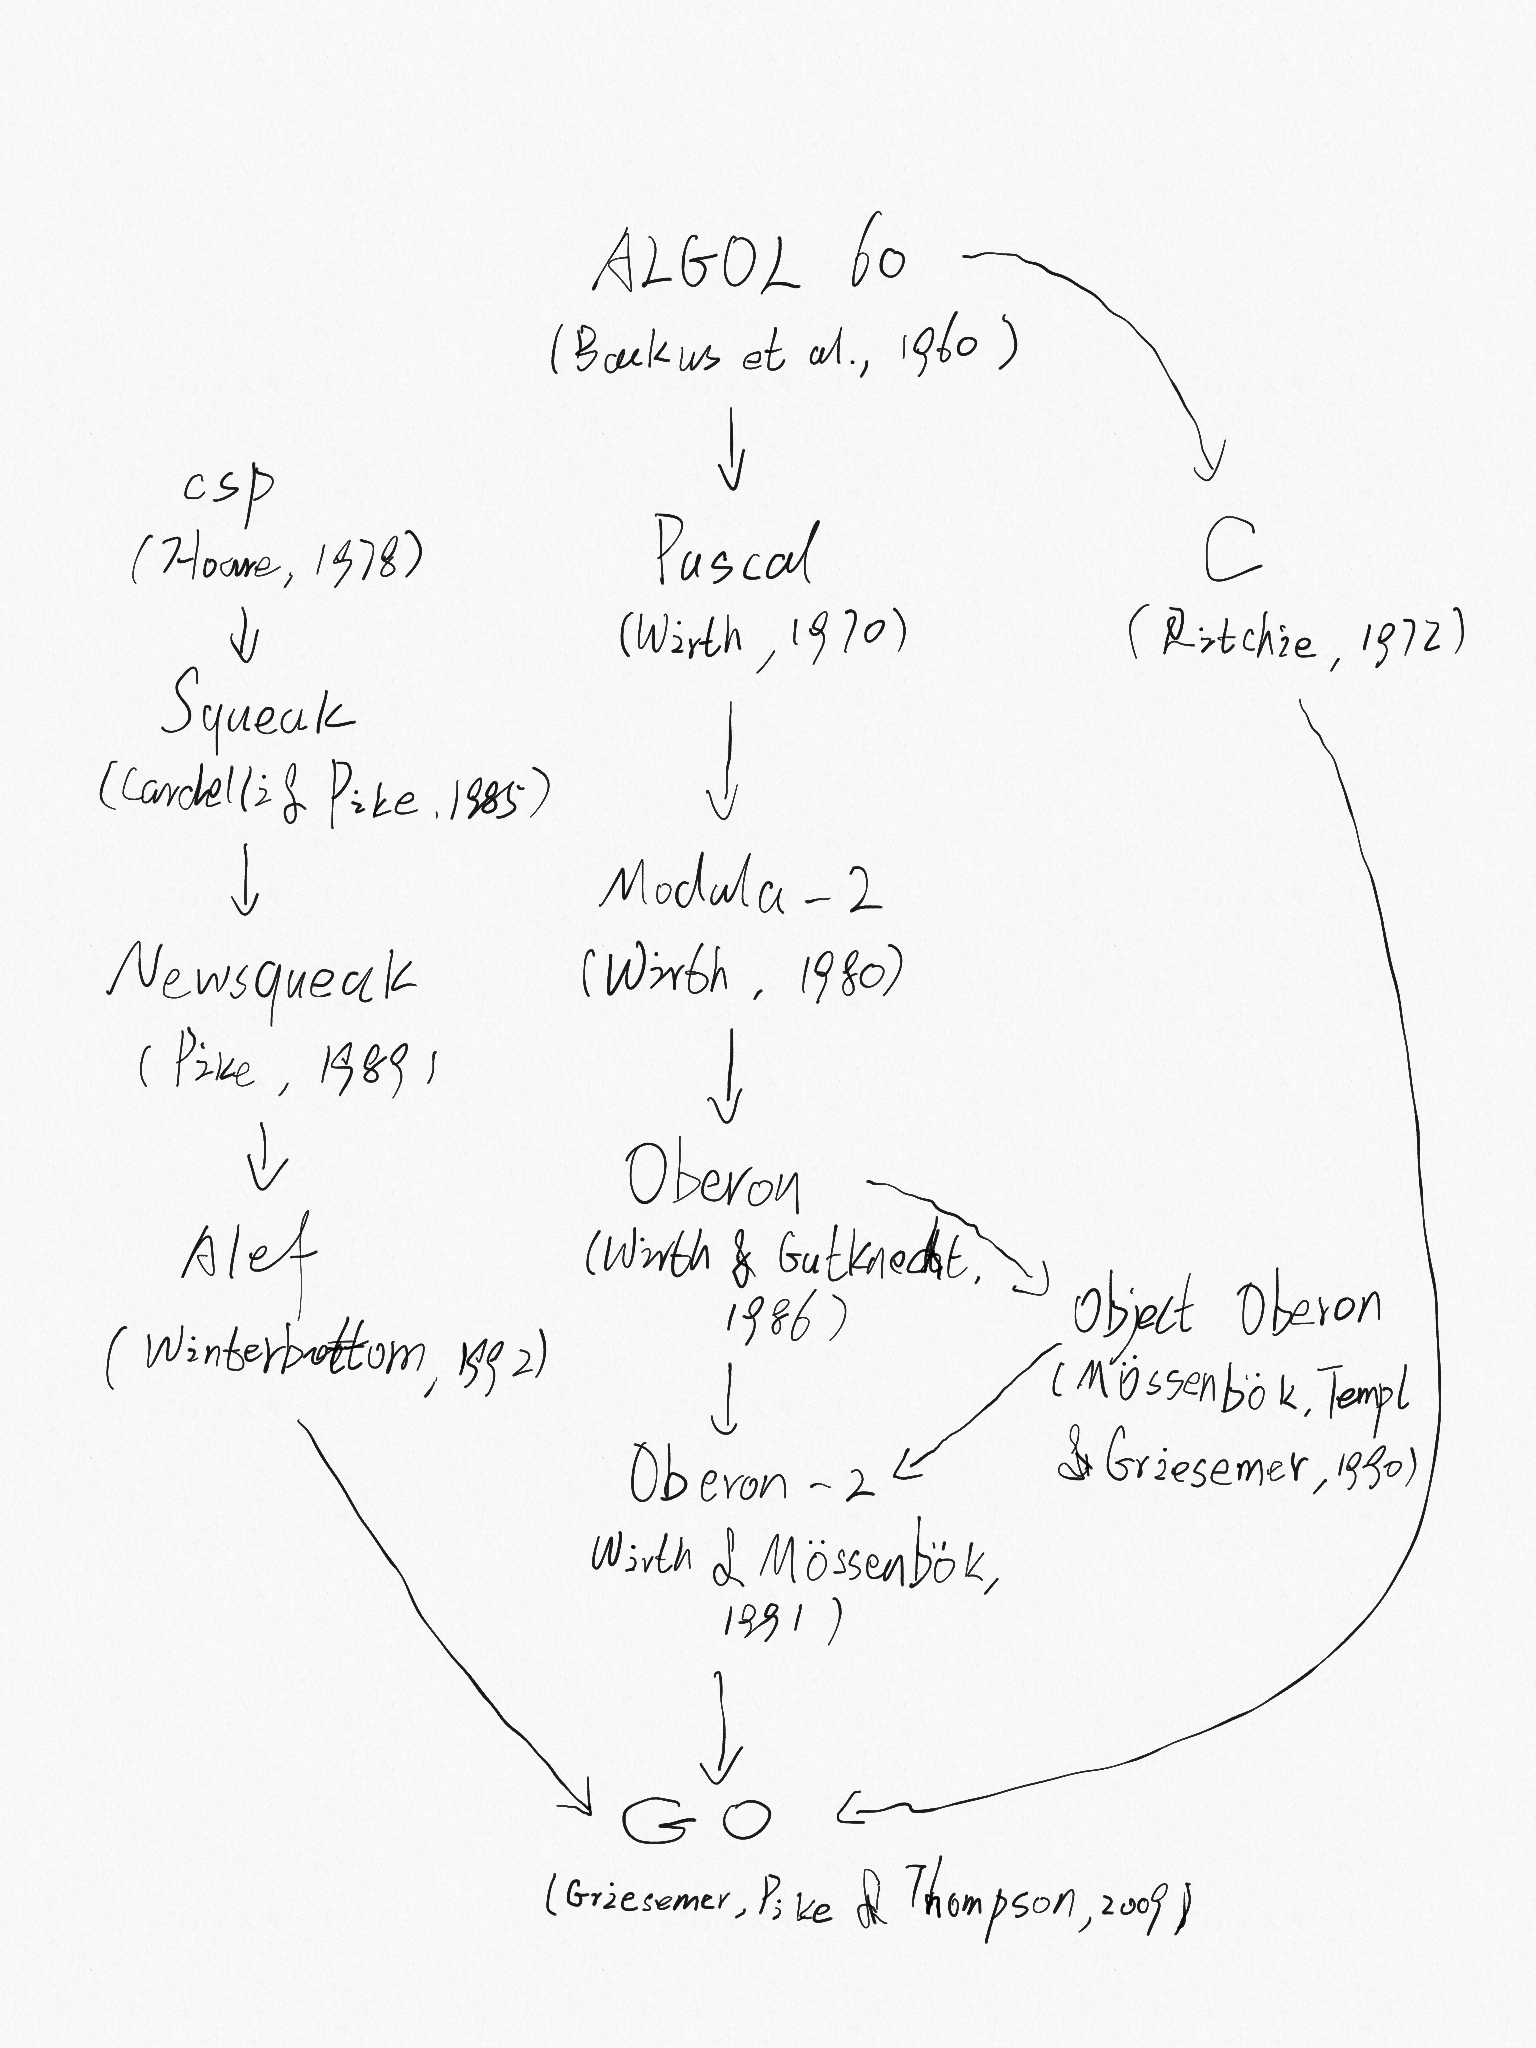 ALGOL 60
(Backus et al., 1960)
csp
(Hoare, 1978)
Pascal
(Wirth, 1970)
C
(Ritchie, 1972)
Squeak
(Cardelli & Pike. 1985)
Modula-2
(Wirth, 1980)
Newsqueak
(Pike, 1989)
Oberon
(Wirth & Gutknecht,
1986)
Alef
(Winterbottom, 1992)
Object Oberon
(Mössenbök, Templ
& Griesemer, 1990)
Oberon-2
Wirth & Mössenbök,
1991)
GO
(Griesemer, Pike & Thompson, 2009)